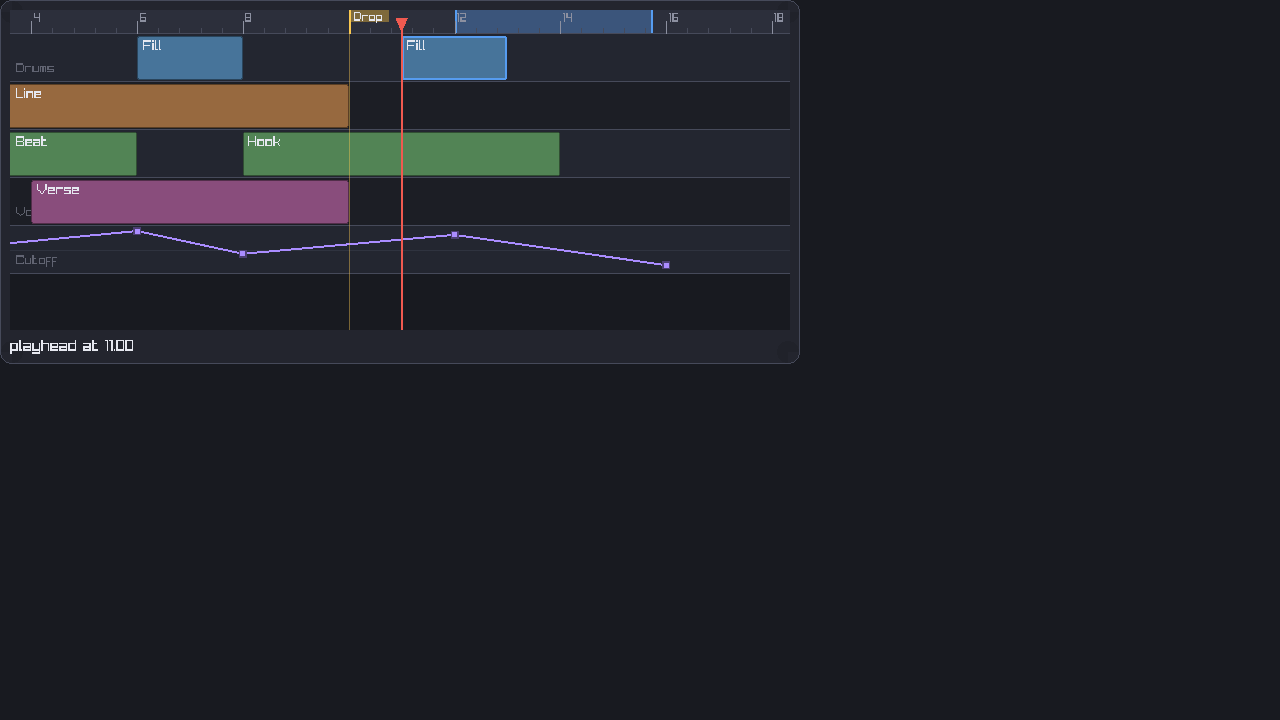 4 6 8 Drop 12 14 16 18
Fill Fill
Drums
Line
Beat Hook
Verse
Vo
Cutoff
playhead at 11.00